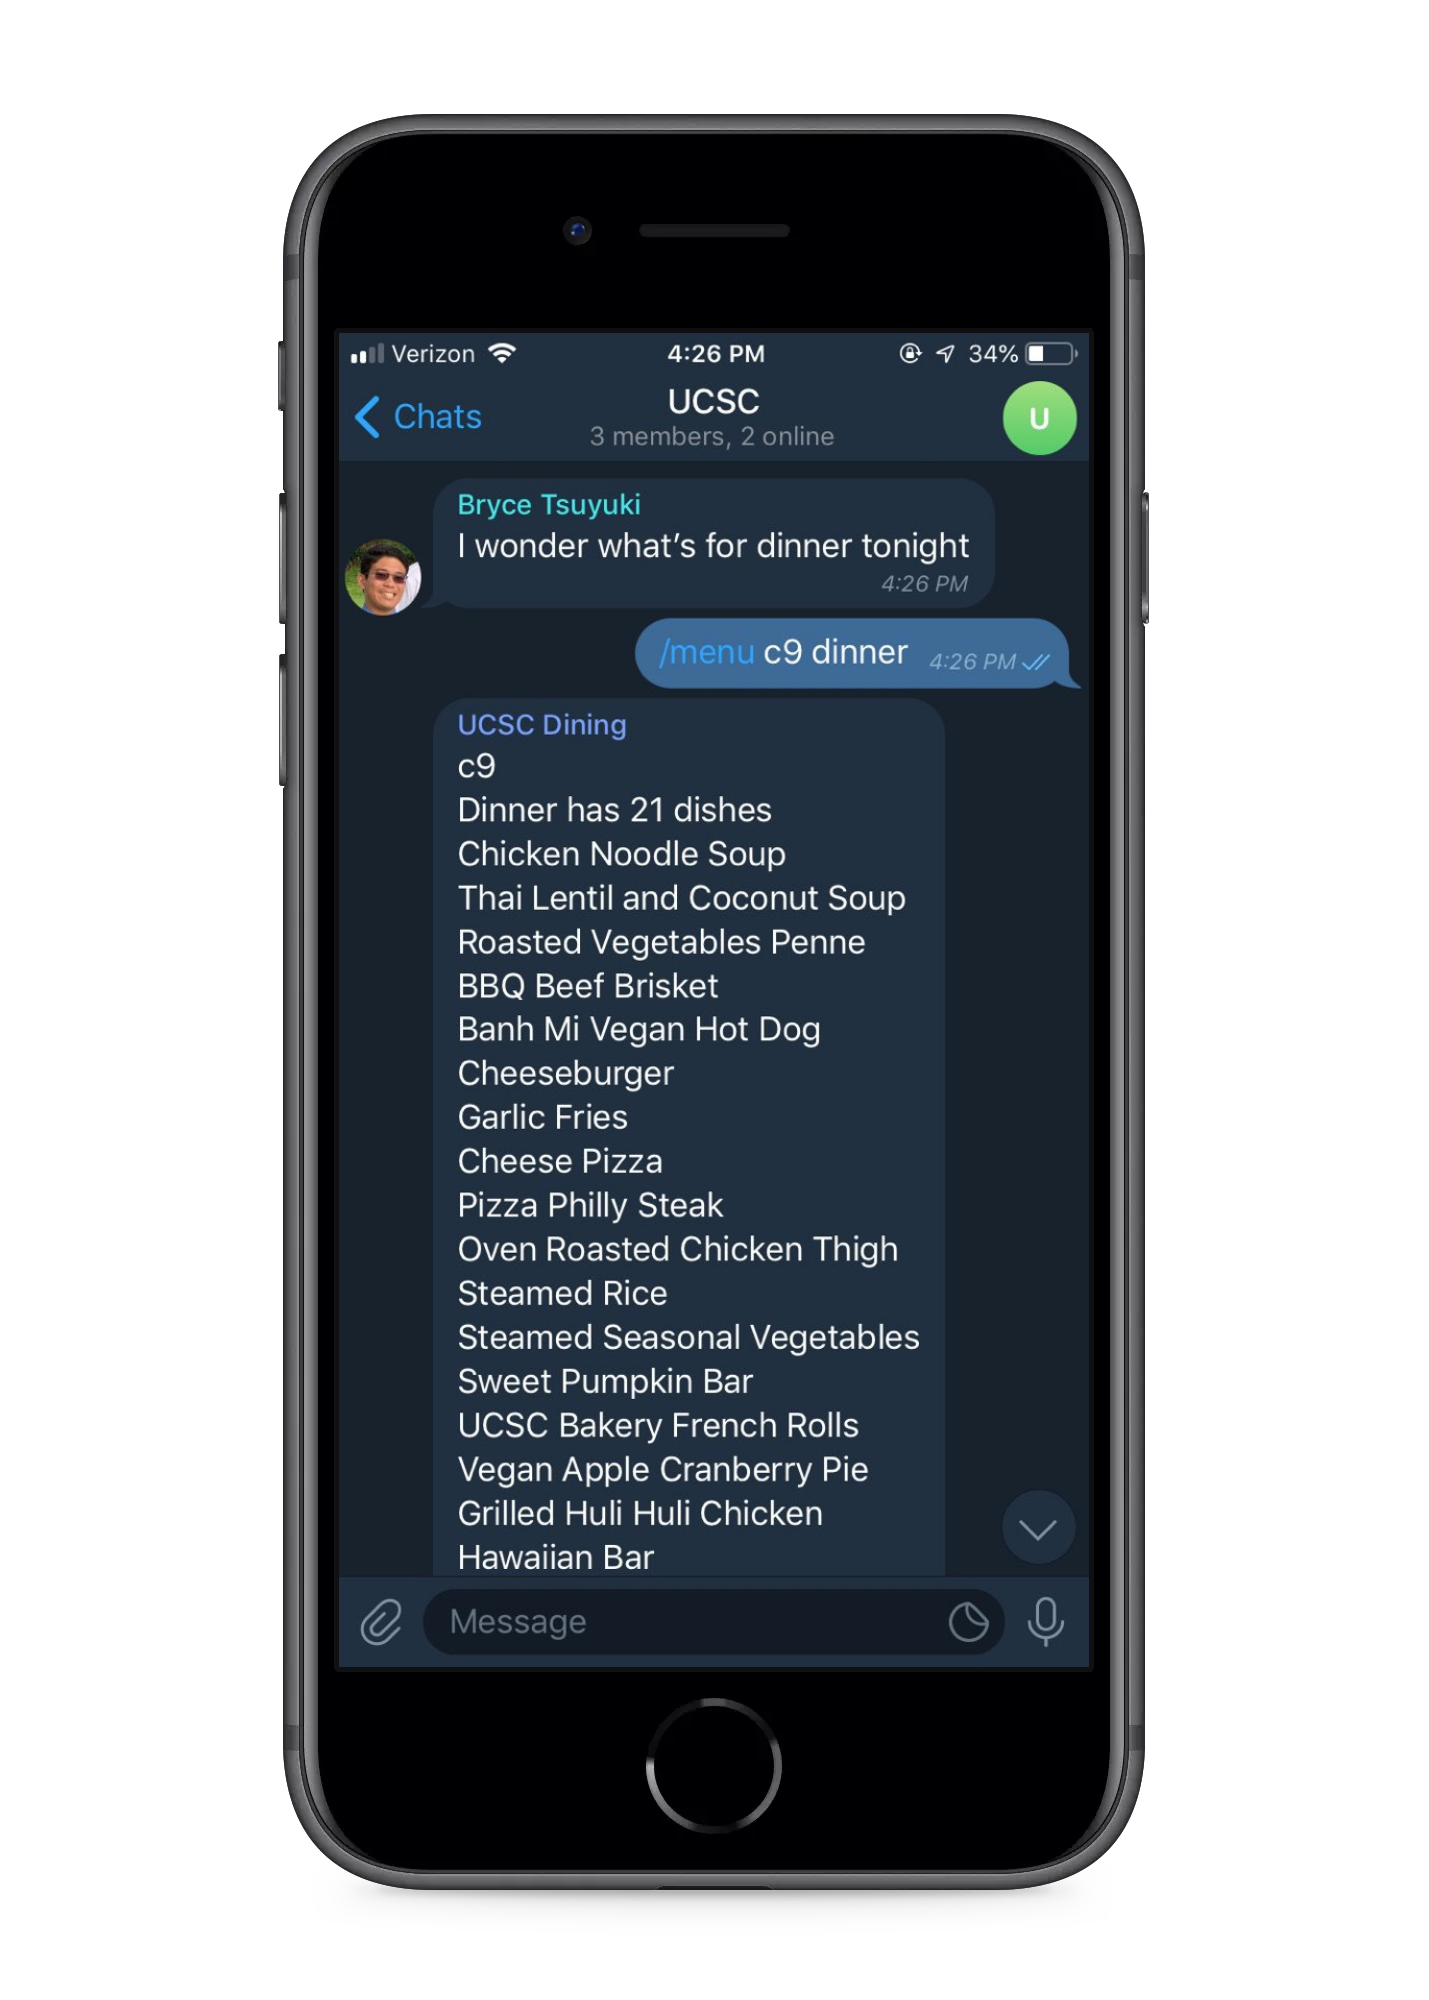 Verizon 4:26 PM 34%
Chats UCSC U
3 members, 2 online
Bryce Tsuyuki
I wonder what's for dinner tonight
4:26 PM
/menu c9 dinner 4:26 PM
UCSC Dining
c9
Dinner has 21 dishes
Chicken Noodle Soup
Thai Lentil and Coconut Soup
Roasted Vegetables Penne
BBQ Beef Brisket
Banh Mi Vegan Hot Dog
Cheeseburger
Garlic Fries
Cheese Pizza
Pizza Philly Steak
Oven Roasted Chicken Thigh
Steamed Rice
Steamed Seasonal Vegetables
Sweet Pumpkin Bar
UCSC Bakery French Rolls
Vegan Apple Cranberry Pie
Grilled Huli Huli Chicken
Hawaiian Bar
Message